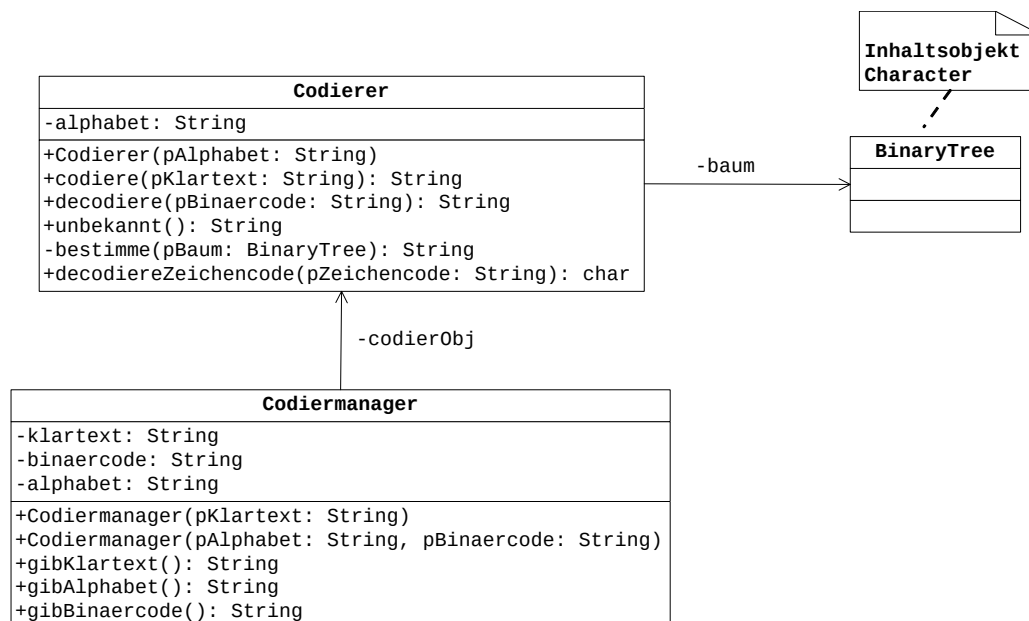 Inhaltsobjekt
Character
Codierer
-alphabet: String
+Codierer(pAlphabet: String)
+codiere(pKlartext: String): String
+decodiere(pBinaercode: String): String
+unbekannt(): String
-bestimme(pBaum: BinaryTree): String
+decodiereZeichencode(pZeichencode: String): char
-baum
BinaryTree
-codierObj
Codiermanager
-klartext: String
-binaercode: String
-alphabet: String
+Codiermanager(pKlartext: String)
+Codiermanager(pAlphabet: String, pBinaercode: String)
+gibKlartext(): String
+gibAlphabet(): String
+gibBinaercode(): String